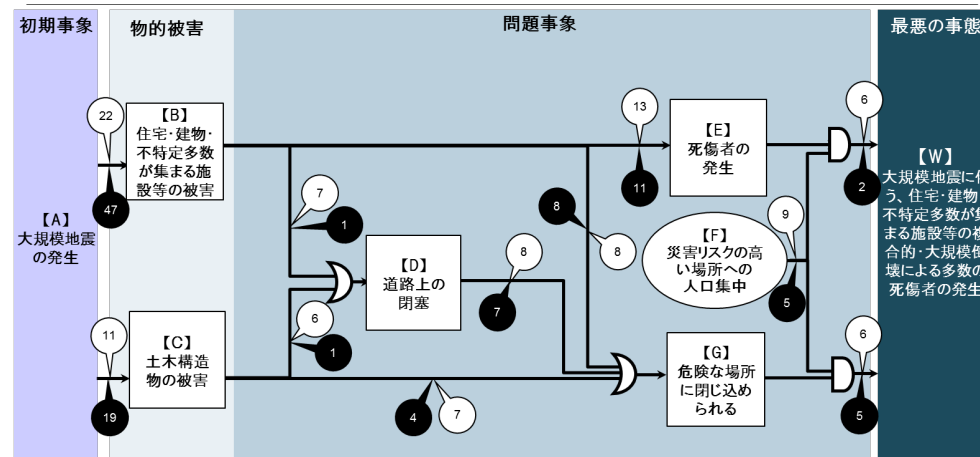 初期事象
物的被害
問題事象
最悪の事態
【A】
大規模地震
の発生
22
47
【B】
住宅・建物・
不特定多数
が集まる施
設等の被害
11
19
【C】
土木構造
物の被害
7
1
6
1
【D】
道路上の
閉塞
8
7
4
7
8
8
13
11
【E】
死傷者の
発生
【F】
災害リスクの高
い場所への
人口集中
9
5
【G】
危険な場所
に閉じ込め
られる
6
2
6
5
【W】
大規模地震に
う、住宅・建物
不特定多数が
まる施設等の
合的・大規模
壊による多数の
死傷者の発生